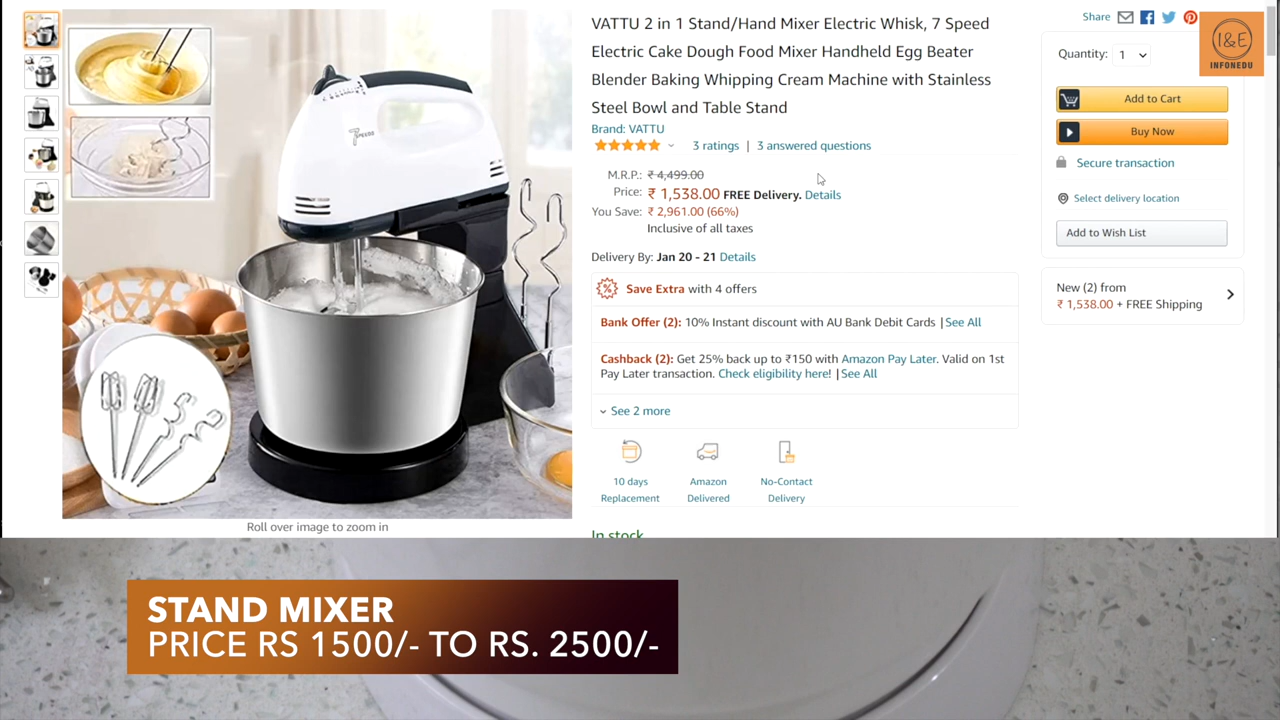 VATTU 2 in 1 Stand/Hand Mixer Electric Whisk, 7 Speed
Electric Cake Dough Food Mixer Handheld Egg Beater
Blender Baking Whipping Cream Machine with Stainless
Steel Bowl and Table Stand
Brand: VATTU
3 ratings | 3 answered questions
M.R.P.: ₹ 4,499.00
Price: ₹ 1,538.00 FREE Delivery. Details
You Save: ₹ 2,961.00 (66%)
Inclusive of all taxes
Delivery By: Jan 20 - 21 Details
Save Extra with 4 offers
Bank Offer (2): 10% Instant discount with AU Bank Debit Cards | See All
Cashback (2): Get 25% back up to ₹150 with Amazon Pay Later. Valid on 1st
Pay Later transaction. Check eligibility here! | See All
See 2 more
10 days
Replacement
Amazon
Delivered
No-Contact
Delivery
In stock
Share
I&E
INFONEDU
Quantity: 1
Add to Cart
Buy Now
Secure transaction
Select delivery location
Add to Wish List
New (2) from
₹ 1,538.00 + FREE Shipping
7 SPEED
Roll over image to zoom in
STAND MIXER
PRICE RS 1500/- TO RS. 2500/-